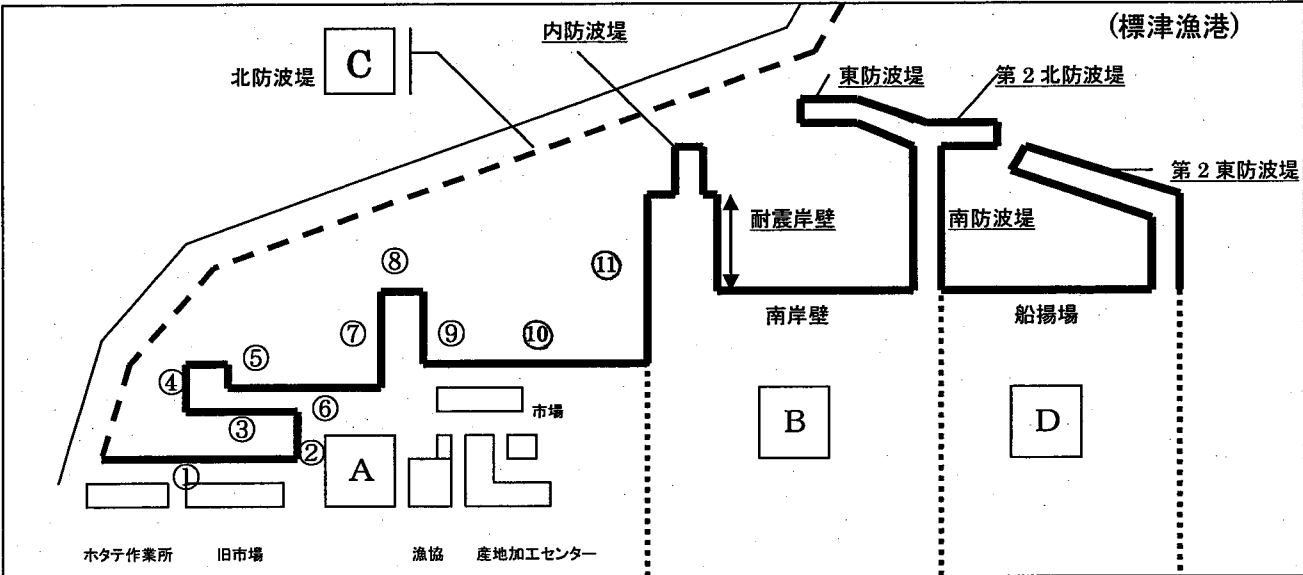 (標津漁港)
内防波堤
北防波堤
C
東防波堤
第2北防波堤
第2東防波堤
耐震岸壁
南防波堤
⑧
⑪
南岸壁
船揚場
⑦
⑨
⑩
⑤
④
⑥
③
②
①
市場
A
B
D
ホタテ作業所
旧市場
漁協
産地加工センター